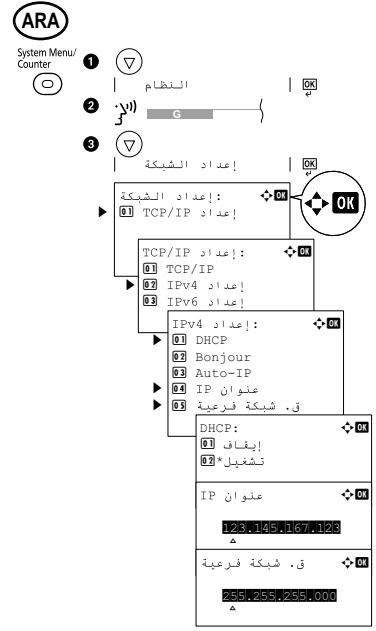 ARA
System Menu/
Counter
1
2
3
النظام
OK
G
إعداد الشبكة
OK
إعداد الشبكة:
OK
OK
01 إعداد TCP/IP
إعداد TCP/IP:
OK
01 TCP/IP
02 إعداد IPv4
03 إعداد IPv6
إعداد IPv4:
OK
01 DHCP
02 Bonjour
03 Auto-IP
04 عنوان IP
05 ق. شبكة فرعية
DHCP:
OK
01 إيقاف
02 *تشغيل
عنوان IP
OK
123.145.167.123
ق. شبكة فرعية
OK
255.255.255.000